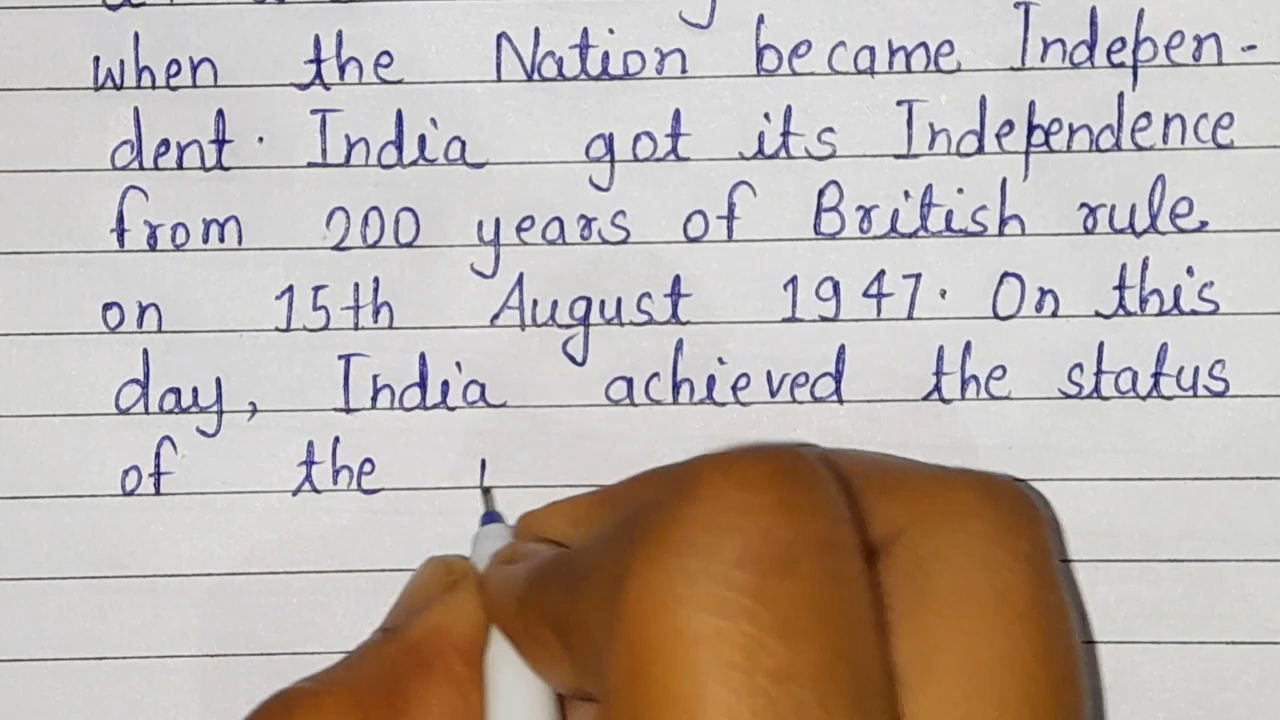 when the Nation became Indepen-
dent. India got its Independence
from 200 years of British rule
on 15th August 1947. On this
day, India achieved the status
of the